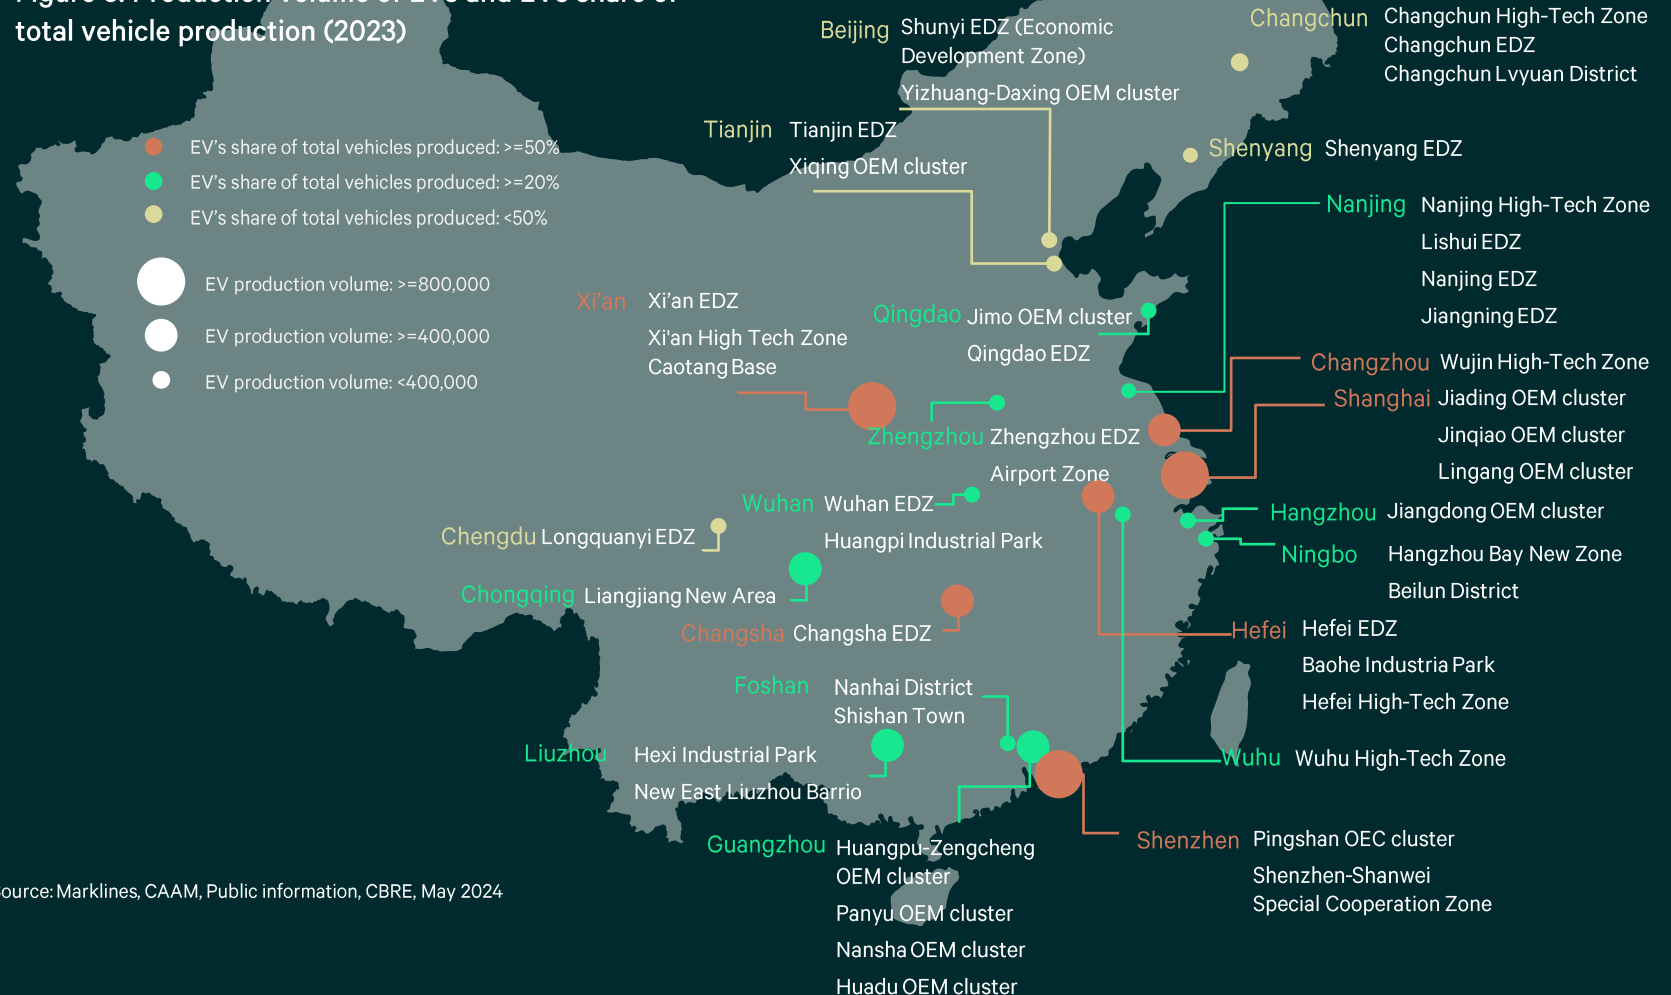 total vehicle production (2023)
Beijing
Shunyi EDZ (Economic
Development Zone)
Yizhuang-Daxing OEM cluster
Changchun
Changchun High-Tech Zone
Changchun EDZ
Changchun Lvyuan District
Tianjin
Tianjin EDZ
Xiqing OEM cluster
Shenyang
Shenyang EDZ
EV's share of total vehicles produced: >=50%
EV's share of total vehicles produced: >=20%
EV's share of total vehicles produced: <50%
EV production volume: >=800,000
EV production volume: >=400,000
EV production volume: <400,000
Nanjing
Nanjing High-Tech Zone
Lishui EDZ
Nanjing EDZ
Jiangning EDZ
Xi'an
Xi'an EDZ
Xi'an High Tech Zone
Caotang Base
Qingdao
Jimo OEM cluster
Qingdao EDZ
Changzhou
Wujin High-Tech Zone
Shanghai
Jiading OEM cluster
Jinqiao OEM cluster
Lingang OEM cluster
Zhengzhou
Zhengzhou EDZ
Airport Zone
Wuhan
Wuhan EDZ
Huangpi Industrial Park
Hangzhou
Jiangdong OEM cluster
Ningbo
Hangzhou Bay New Zone
Beilun District
Chengdu
Longquanyi EDZ
Chongqing
Liangjiang New Area
Changsha
Changsha EDZ
Hefei
Hefei EDZ
Baohe Industria Park
Hefei High-Tech Zone
Foshan
Nanhai District
Shishan Town
Liuzhou
Hexi Industrial Park
New East Liuzhou Barrio
Wuhu
Wuhu High-Tech Zone
Guangzhou
Huangpu-Zengcheng
OEM cluster
Panyu OEM cluster
Nansha OEM cluster
Huadu OEM cluster
Shenzhen
Pingshan OEC cluster
Shenzhen-Shanwei
Special Cooperation Zone
ource: Marklines, CAAM, Public information, CBRE, May 2024